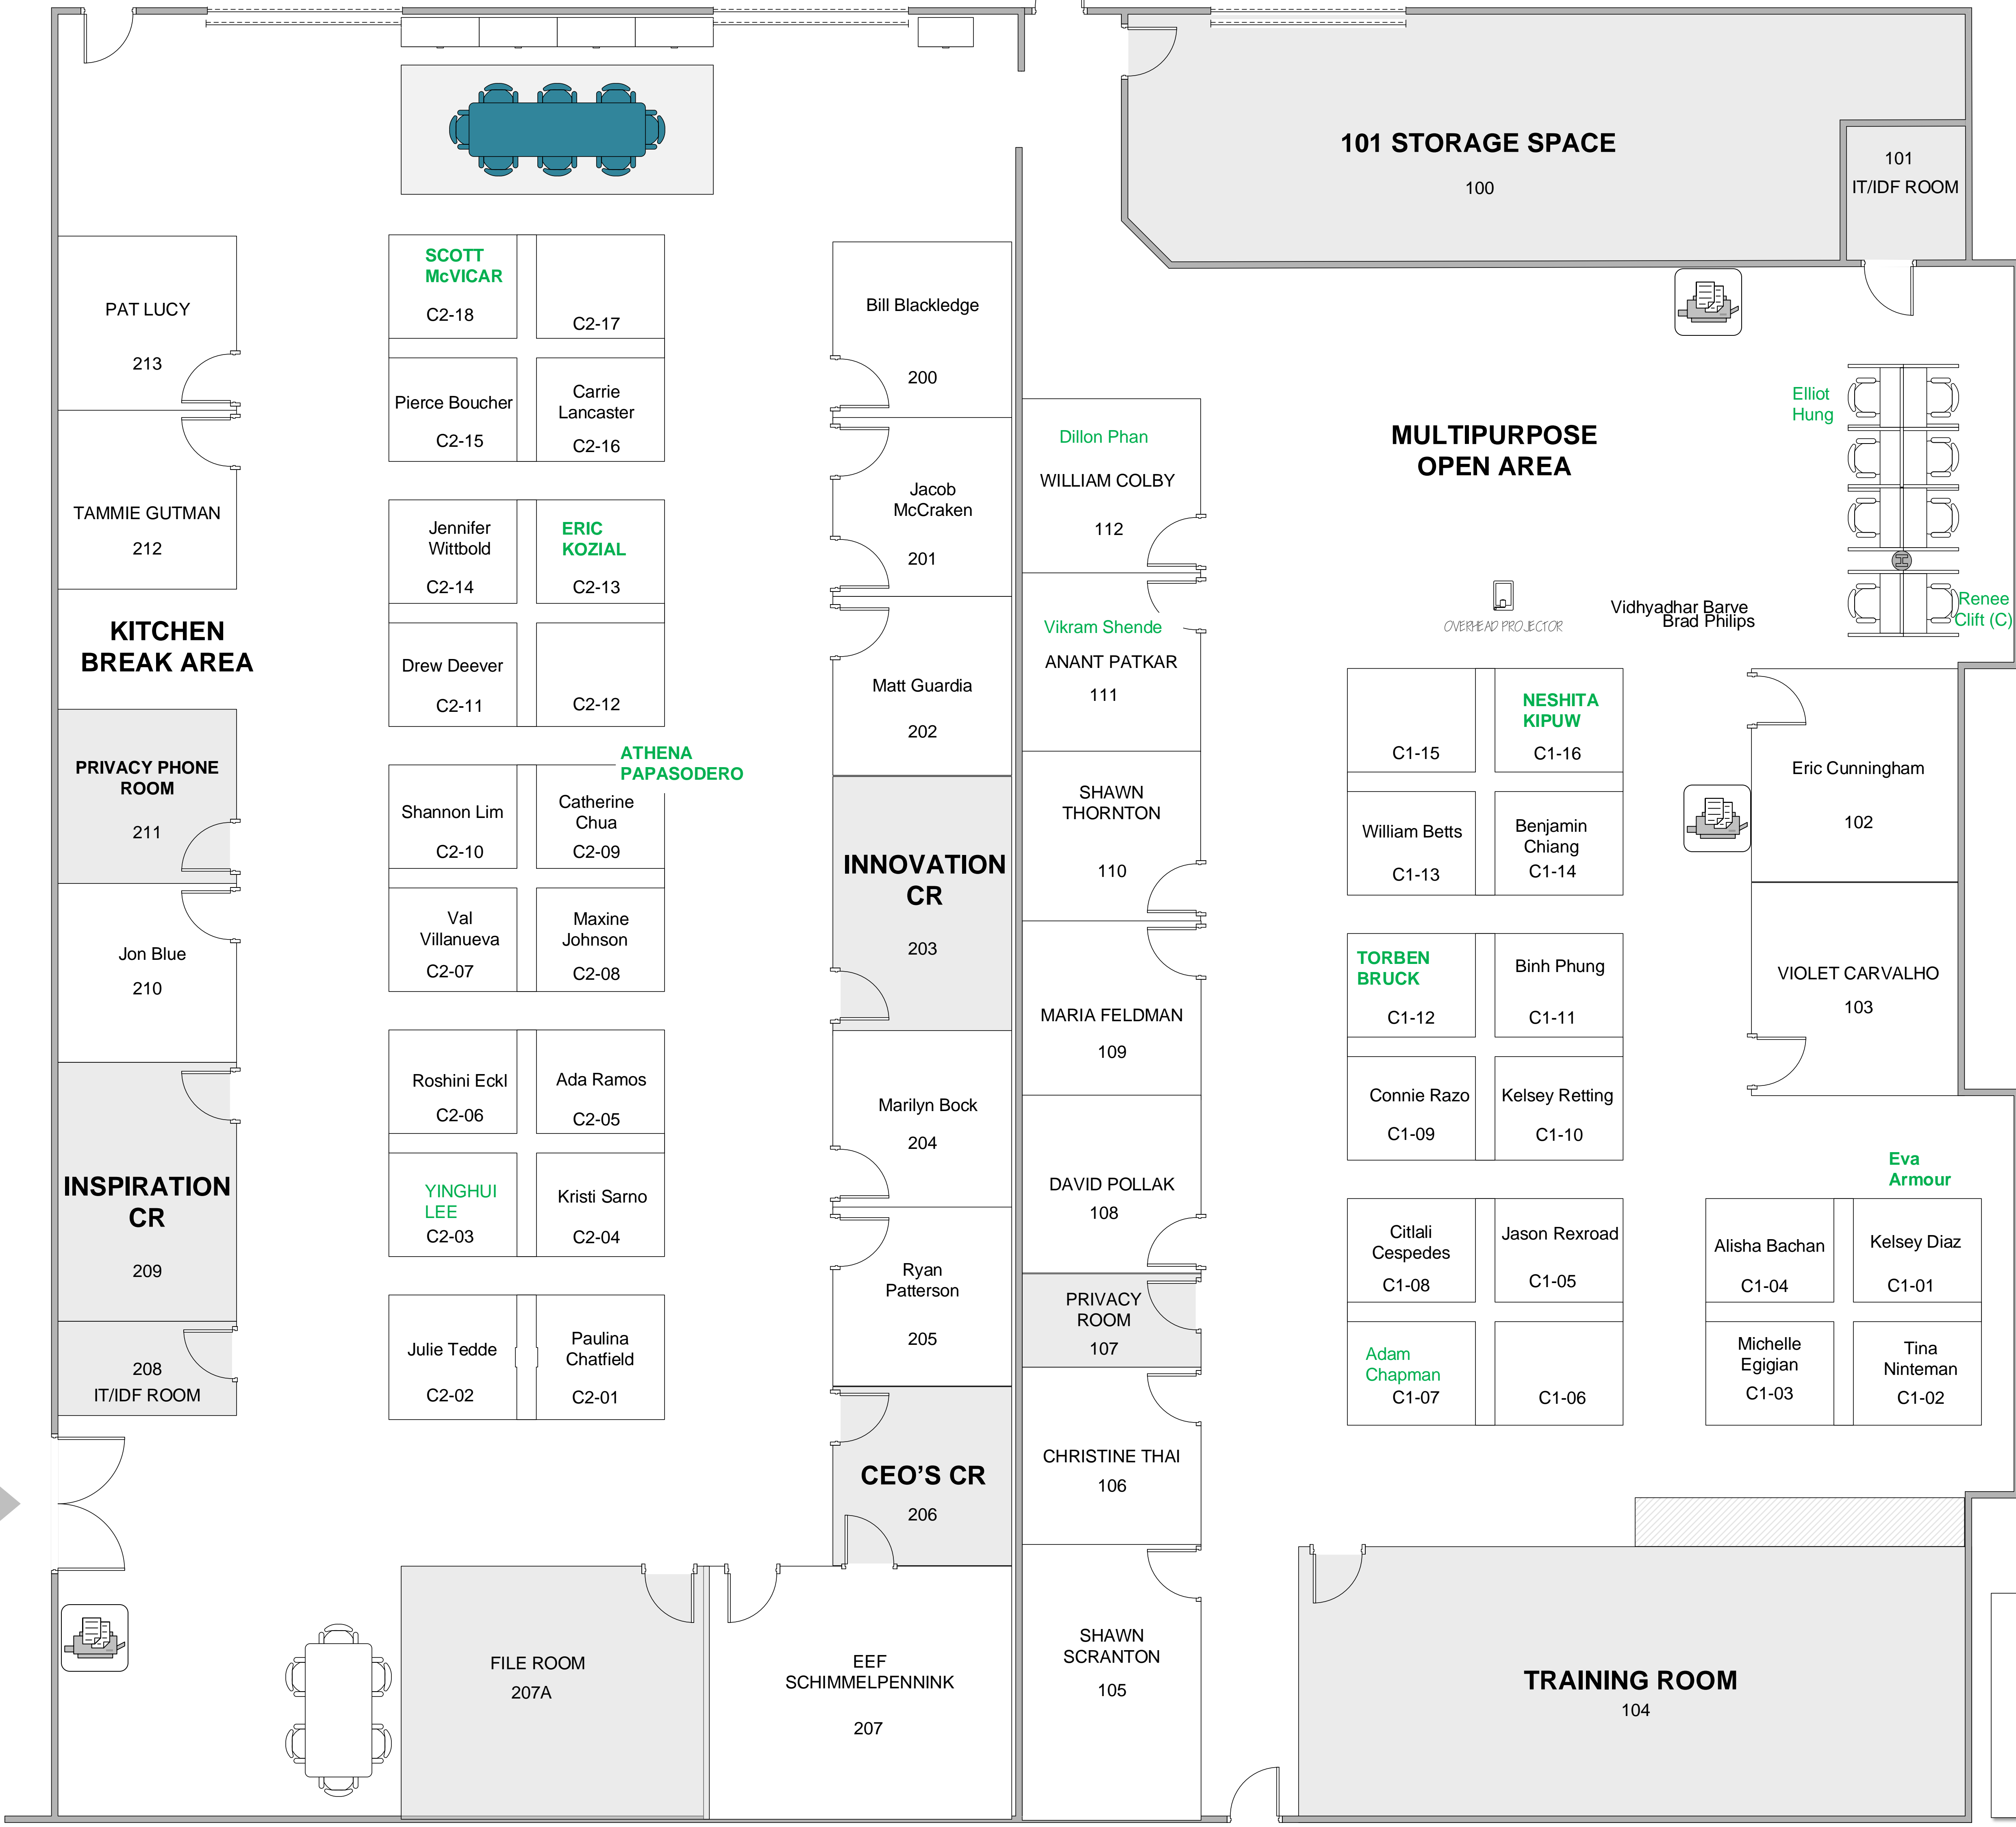 101 STORAGE SPACE
100
101
IT/IDF ROOM
PAT LUCY
213
TAMMIE GUTMAN
212
KITCHEN
BREAK AREA
PRIVACY PHONE
ROOM
211
Jon Blue
210
INSPIRATION
CR
209
208
IT/IDF ROOM
SCOTT
McVICAR
C2-18
C2-17
Pierce Boucher
C2-15
Carrie
Lancaster
C2-16
Jennifer
Wittbold
C2-14
ERIC
KOZIAL
C2-13
Drew Deever
C2-11
C2-12
ATHENA
PAPASODERO
Shannon Lim
C2-10
Catherine
Chua
C2-09
Val
Villanueva
C2-07
Maxine
Johnson
C2-08
Roshini Eckl
C2-06
Ada Ramos
C2-05
YINGHUI
LEE
C2-03
Kristi Sarno
C2-04
Julie Tedde
C2-02
Paulina
Chatfield
C2-01
FILE ROOM
207A
EEF
SCHIMMELPENNINK
207
Bill Blackledge
200
Jacob
McCraken
201
Matt Guardia
202
INNOVATION
CR
203
Marilyn Bock
204
Ryan
Patterson
205
CEO'S CR
206
Dillon Phan
WILLIAM COLBY
112
Vikram Shende
ANANT PATKAR
111
SHAWN
THORNTON
110
MARIA FELDMAN
109
DAVID POLLAK
108
PRIVACY
ROOM
107
CHRISTINE THAI
106
SHAWN
SCRANTON
105
MULTIPURPOSE
OPEN AREA
Elliot
Hung
OVERHEAD PROJECTOR
Vidhyadhar Barve
Brad Philips
Renee
Clift (C)
C1-15
NESHITA
KIPUW
C1-16
William Betts
C1-13
Benjamin
Chiang
C1-14
Eric Cunningham
102
TORBEN
BRUCK
C1-12
Binh Phung
C1-11
VIOLET CARVALHO
103
Connie Razo
C1-09
Kelsey Retting
C1-10
Eva
Armour
Citlali
Cespedes
C1-08
Jason Rexroad
C1-05
Alisha Bachan
C1-04
Kelsey Diaz
C1-01
Adam
Chapman
C1-07
C1-06
Michelle
Egigian
C1-03
Tina
Ninteman
C1-02
TRAINING ROOM
104